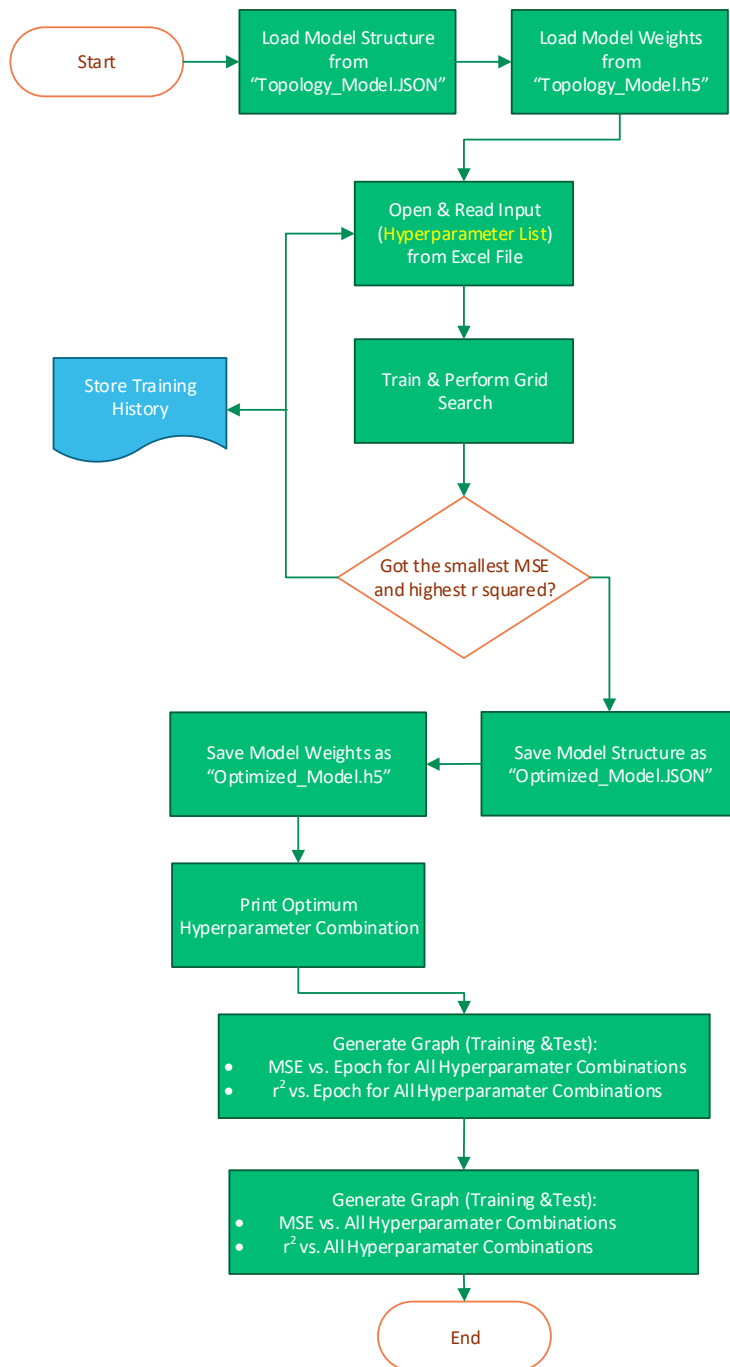 Start
Load Model Structure
from
“Topology_Model.JSON”
Load Model Weights
from
“Topology_Model.h5”
Open & Read Input
(Hyperparameter List)
from Excel File
Train & Perform Grid
Search
Store Training
History
Got the smallest MSE
and highest r squared?
Save Model Structure as
“Optimized_Model.JSON”
Save Model Weights as
“Optimized_Model.h5”
Print Optimum
Hyperparameter Combination
Generate Graph (Training &Test):
• MSE vs. Epoch for All Hyperparamater Combinations
• r² vs. Epoch for All Hyperparamater Combinations
Generate Graph (Training &Test):
• MSE vs. All Hyperparamater Combinations
• r² vs. All Hyperparamater Combinations
End